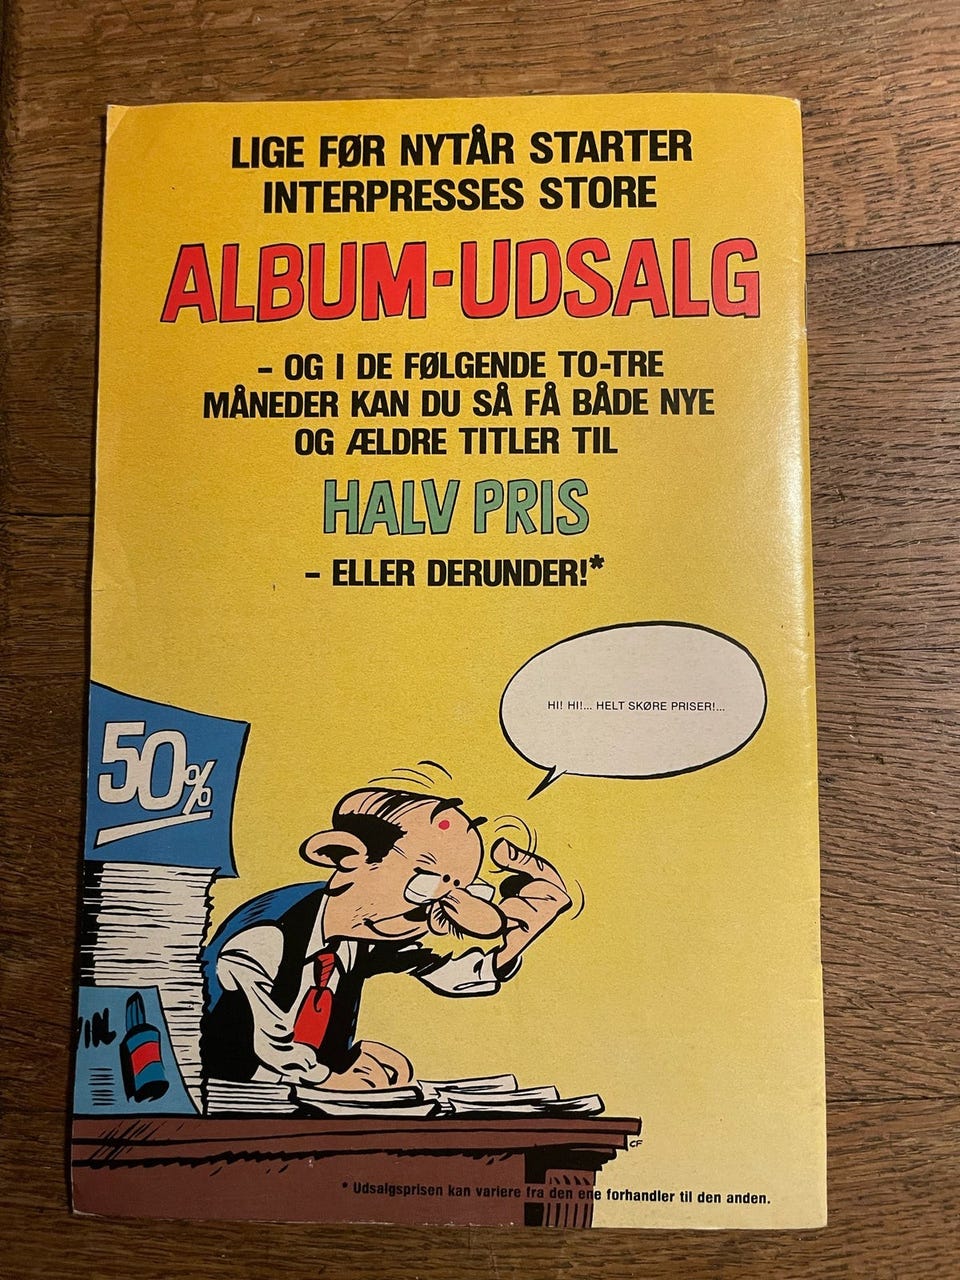 LIGE FØR NYTÅR STARTER
INTERPRESSES STORE
ALBUM-UDSALG
- OG I DE FØLGENDE TO-TRE
MÅNEDER KAN DU SÅ FÅ BÅDE NYE
OG ÆLDRE TITLER TIL
HALV PRIS
- ELLER DERUNDER!*
HI! HI!... HELT SKØRE PRISER!...
50%
VIN
CF
* Udsalgsprisen kan variere fra den ene forhandler til den anden.